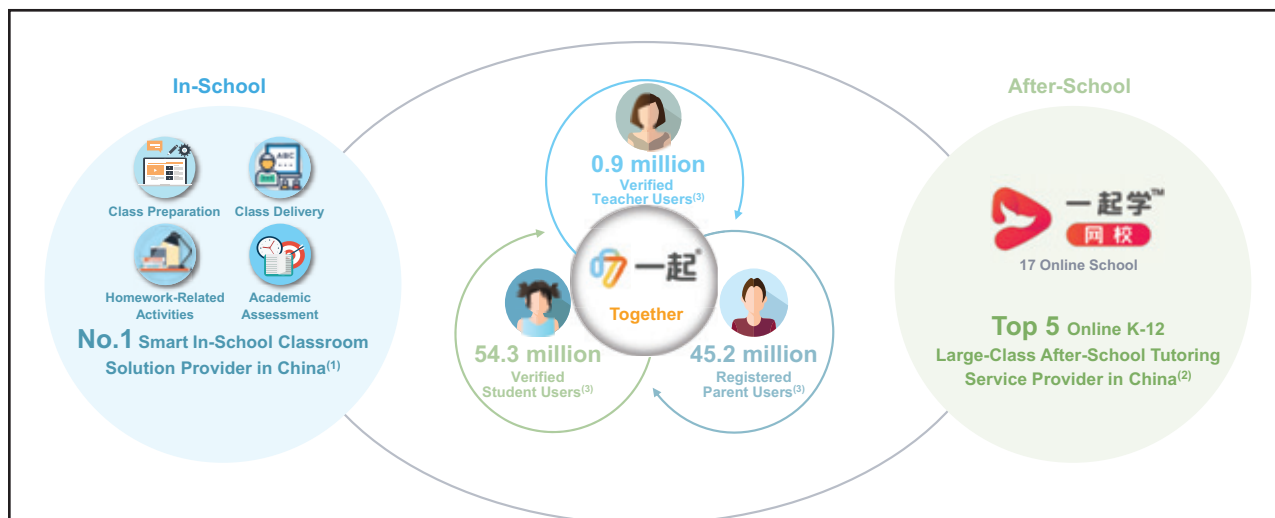 In-School
Class Preparation
Class Delivery
Homework-Related
Activities
Academic
Assessment
No.1 Smart In-School Classroom
Solution Provider in China(1)
0.9 million
Verified
Teacher Users(3)
17 一起®
Together
54.3 million
Verified
Student Users(3)
45.2 million
Registered
Parent Users(3)
After-School
一起学™
网校
17 Online School
Top 5 Online K-12
Large-Class After-School Tutoring
Service Provider in China(2)
ABC